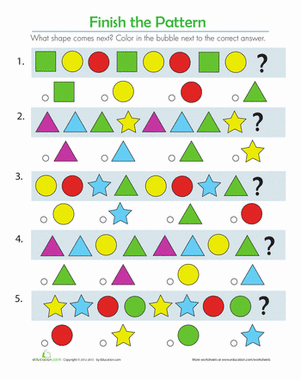 Finish the Pattern
What shape comes next? Color in the bubble next to the correct answer.
1. ?
2. ?
3. ?
4. ?
5. ?
education.com
© 2012-2013
by Education.com
More worksheets at www.education.com/worksheets